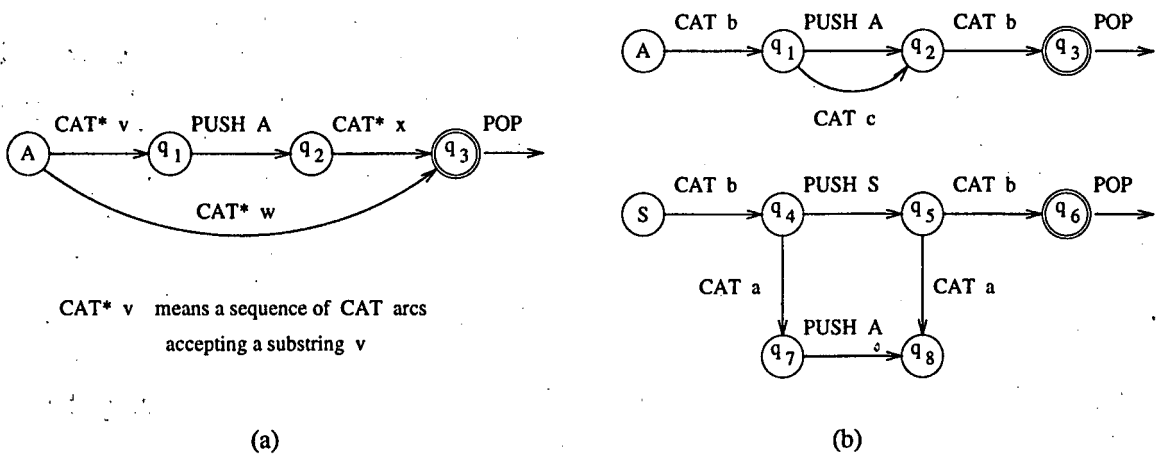 CAT* v PUSH A CAT* x POP
A q1 q2 q3
CAT* w
CAT* v means a sequence of CAT arcs
accepting a substring v
(a)
CAT b PUSH A CAT b POP
A q1 q2 q3
CAT c
CAT b PUSH S CAT b POP
S q4 q5 q6
CAT a CAT a
PUSH A
q7 q8
(b)